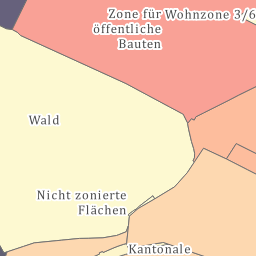 Zone für
öffentliche
Bauten
Wohnzone 3/6
Wald
Nicht zonierte
Flächen
Kantonale